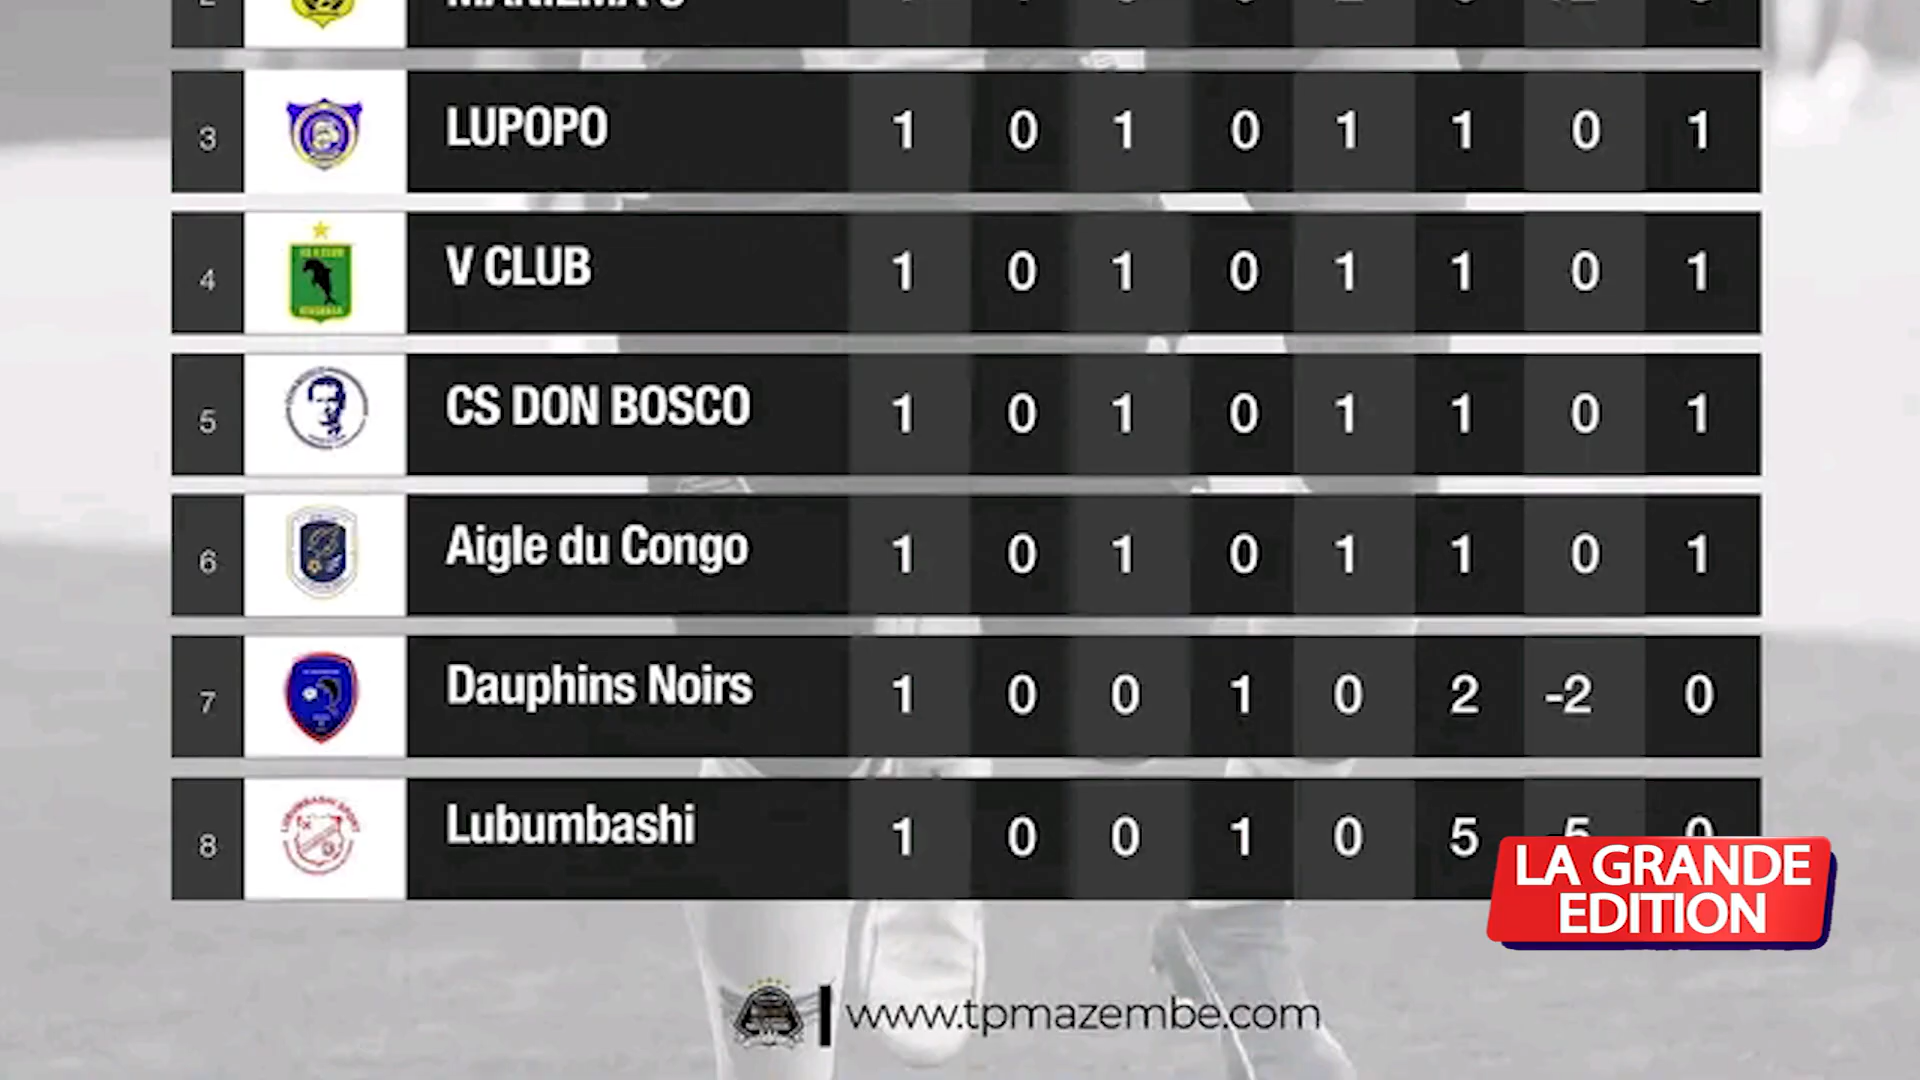 3 LUPOPO 1 0 1 0 1 1 0 1
4 V CLUB 1 0 1 0 1 1 0 1
5 CS DON BOSCO 1 0 1 0 1 1 0 1
6 Aigle du Congo 1 0 1 0 1 1 0 1
7 Dauphins Noirs 1 0 0 1 0 2 -2 0
8 Lubumbashi 1 0 0 1 0 5
LA GRANDE
EDITION
www.tpmazembe.com